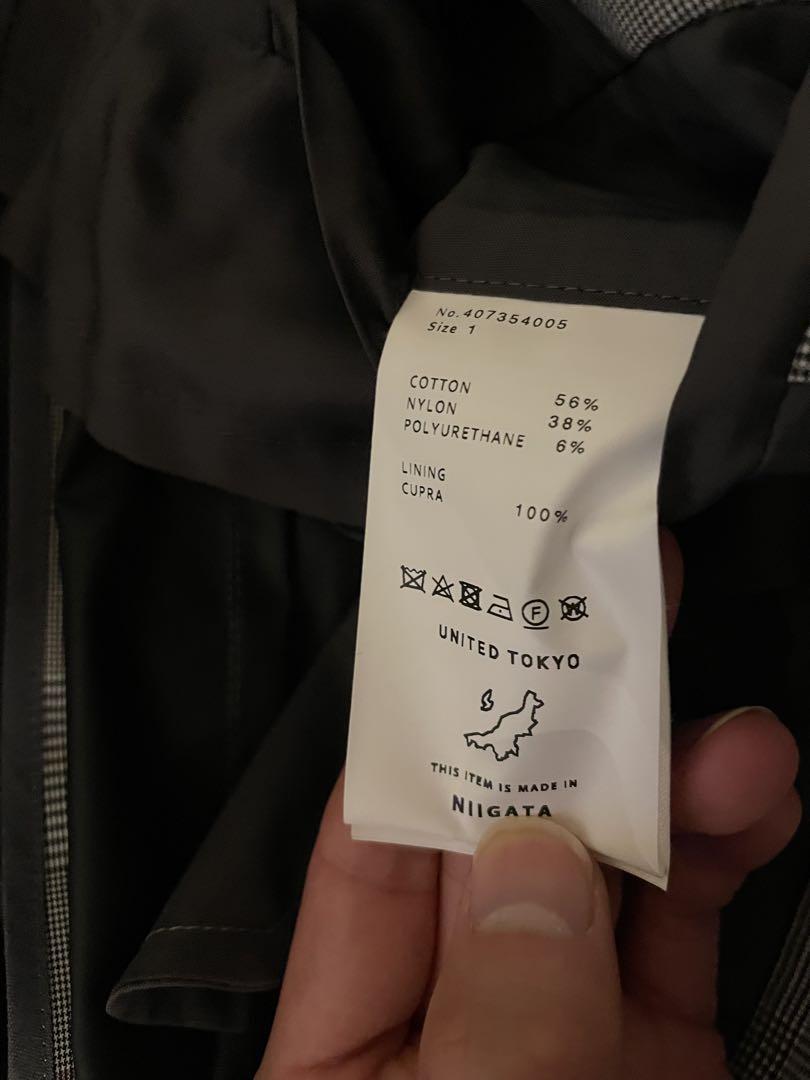 No.407354005
Size 1
COTTON 56%
NYLON 38%
POLYURETHANE 6%
LINING
CUPRA 100%
F
W
UNITED TOKYO
THIS ITEM IS MADE IN
NIIGATA